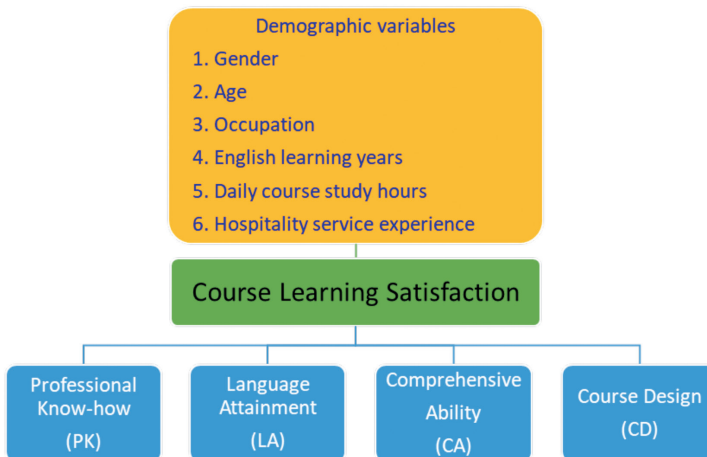 Demographic variables
1. Gender
2. Age
3. Occupation
4. English learning years
5. Daily course study hours
6. Hospitality service experience
Course Learning Satisfaction
Professional
Know-how
(PK)
Language
Attainment
(LA)
Comprehensive
Ability
(CA)
Course Design
(CD)